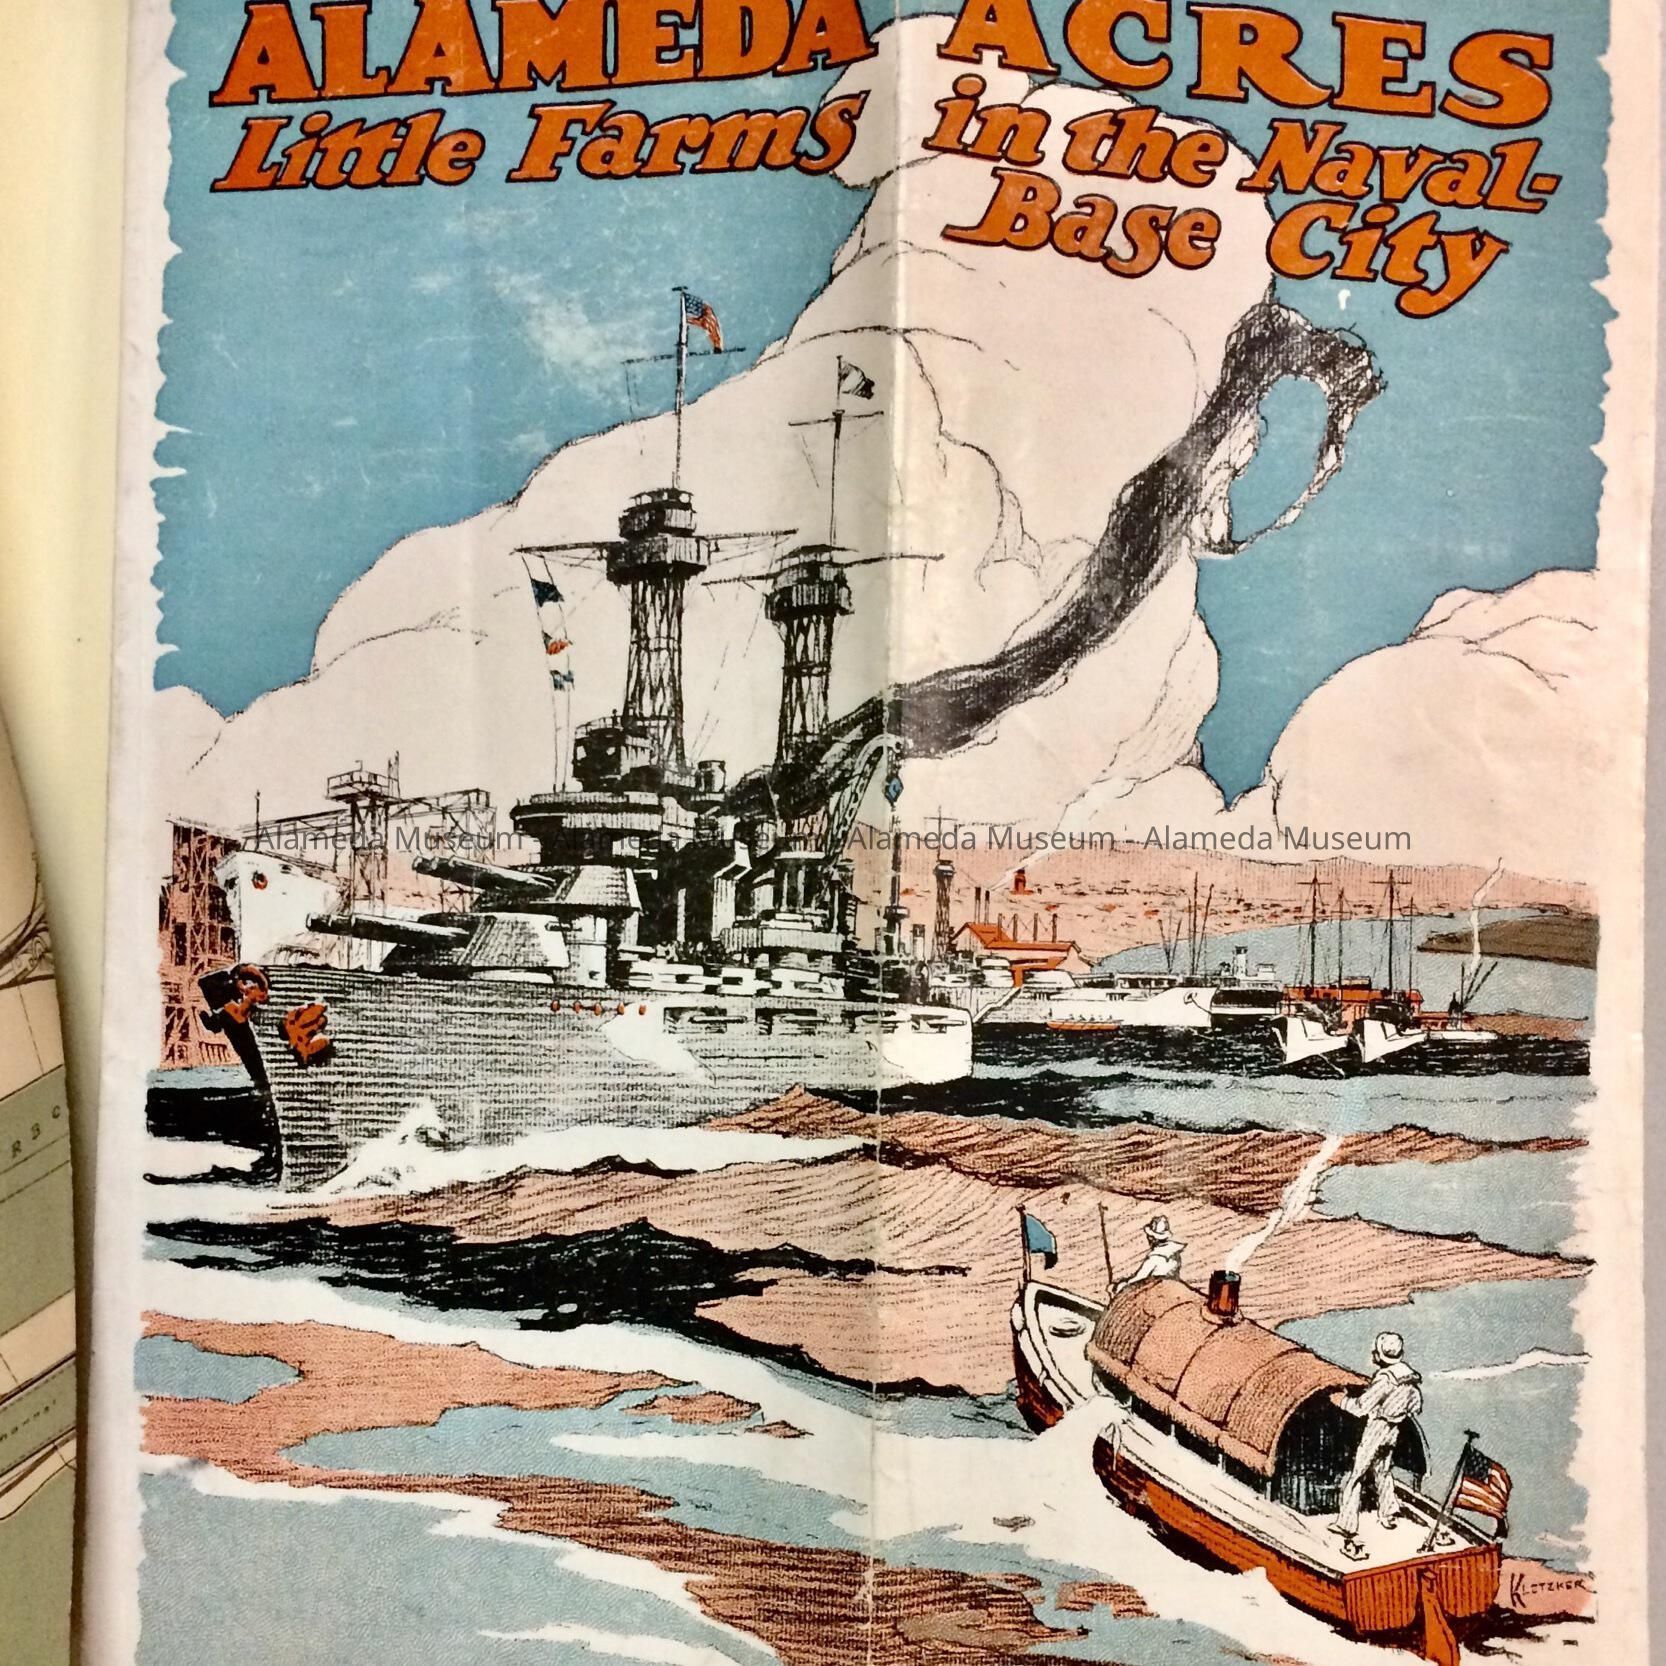 ALAMEDA ACRES
Little Farms in the Naval-
Base City
Alameda Museum - Alameda Museum - Alameda Museum - Alameda Museum
R B C
KLETZKER